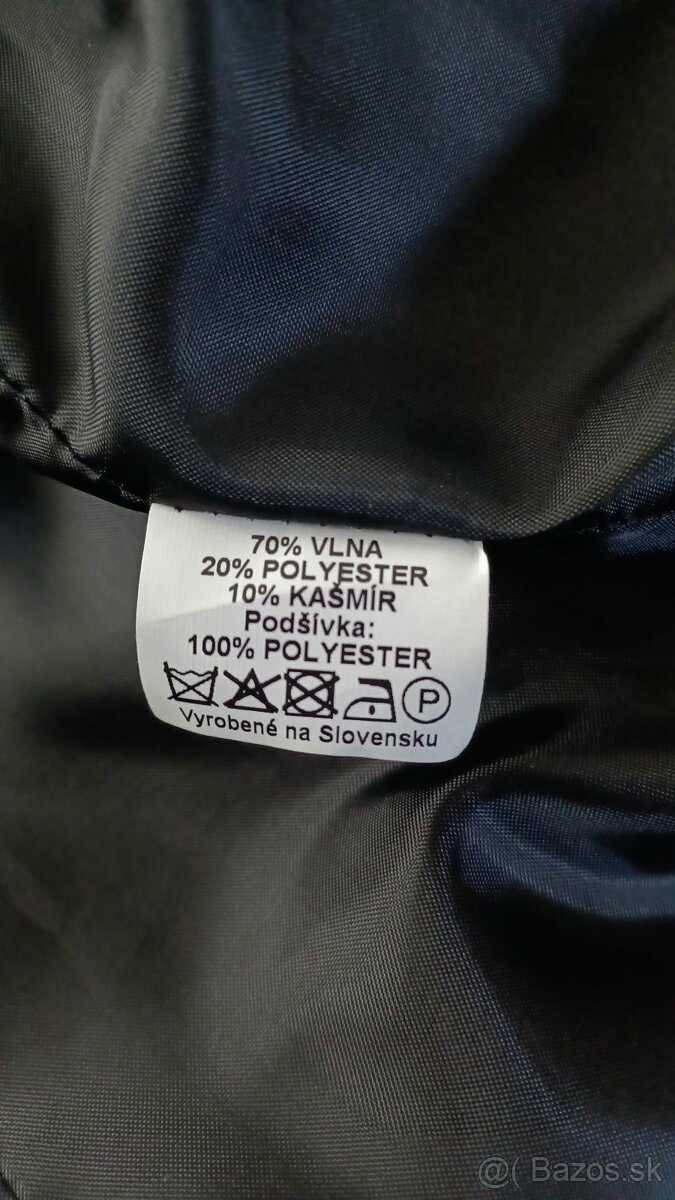 70% VLNA
20% POLYESTER
10% KAŠMÍR
Podšívka:
100% POLYESTER
P
Vyrobené na Slovensku
@( Bazos.sk